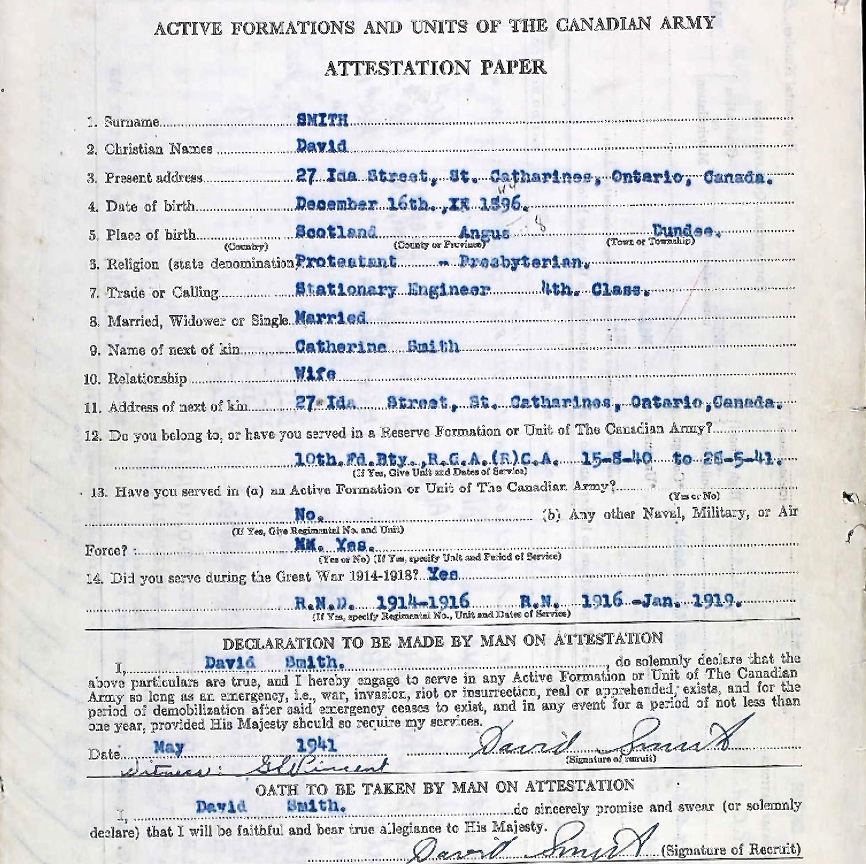 ACTIVE FORMATIONS AND UNITS OF THE CANADIAN ARMY
ATTESTATION PAPER
1. Surname SMITH
2. Christian Names David
3. Present address 27 Ida Street, St. Catharines, Ontario, Canada.
4. Date of birth December 16th., 1896.
5. Place of birth Scotland Angus Dundee.
(Country) (County or Province) (Town or Township)
6. Religion (state denomination) Protestant - Presbyterian.
7. Trade or Calling Stationary Engineer 4th. Class.
8. Married, Widower or Single Married
9. Name of next of kin Catherine Smith
10. Relationship Wife
11. Address of next of kin 27 Ida Street, St. Catharines, Ontario, Canada.
12. Do you belong to, or have you served in a Reserve Formation or Unit of The Canadian Army?
10th.Fd.Bty.,R.G.A.(R)C.A. 15-8-40 to 28-5-41.
(If Yes, Give Unit and Dates of Service)
13. Have you served in (a) an Active Formation or Unit of The Canadian Army?
(Yes or No)
No. (b) Any other Naval, Military, or Air
(If Yes, Give Regimental No. and Unit)
Force? : Yes.
(Yes or No) (If Yes, specify Unit and Period of Service)
14. Did you serve during the Great War 1914-1918? Yes
R.N.D. 1914-1916 R.N. 1916 -Jan. 1919.
(If Yes, specify Regimental No., Unit and Dates of Service)
DECLARATION TO BE MADE BY MAN ON ATTESTATION
I, David Smith. , do solemnly declare that the
above particulars are true, and I hereby engage to serve in any Active Formation or Unit of The Canadian
Army so long as an emergency, i.e., war, invasion, riot or insurrection, real or apprehended, exists, and for the
period of demobilization after said emergency ceases to exist, and in any event for a period of not less than
one year, provided His Majesty should so require my services.
Date May 1941 David Smith
(Signature of recruit)
Witness:
OATH TO BE TAKEN BY MAN ON ATTESTATION
I, David Smith. do sincerely promise and swear (or solemnly
declare) that I will be faithful and bear true allegiance to His Majesty.
David Smith (Signature of Recruit)